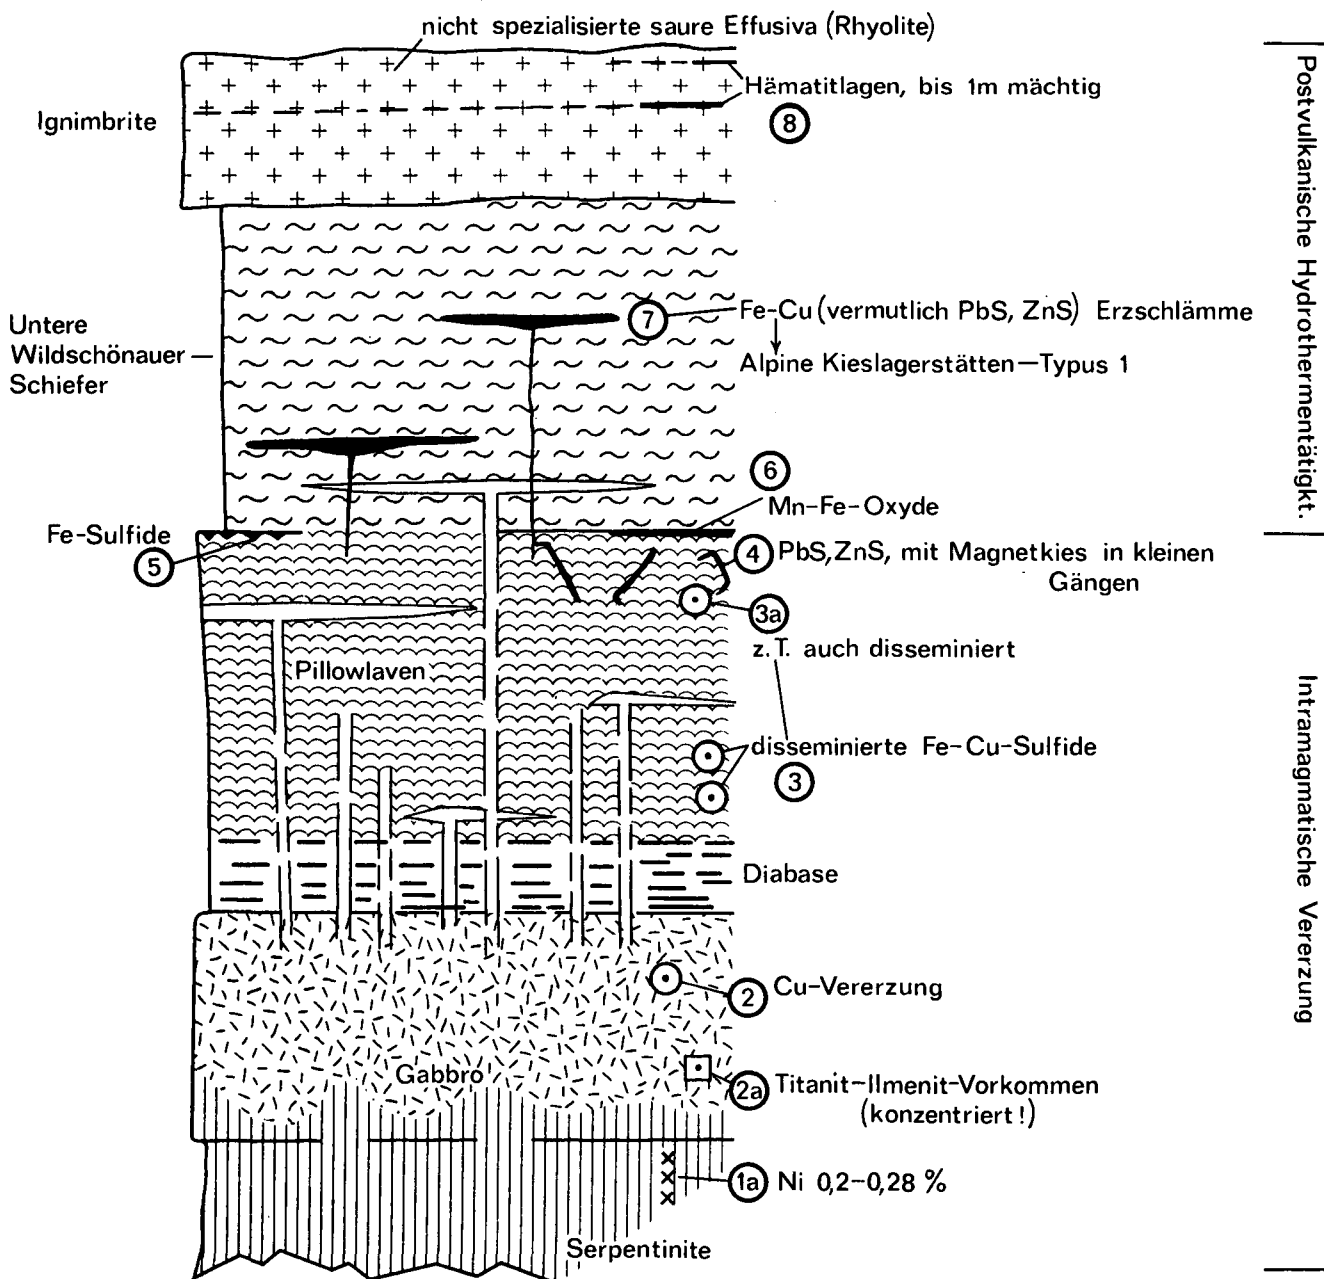 nicht spezialisierte saure Effusiva (Rhyolite)
Hämatitlagen, bis 1m mächtig
8
Ignimbrite
7
Fe-Cu (vermutlich PbS, ZnS) Erzschlämme
Alpine Kieslagerstätten—Typus 1
Untere
Wildschönauer
Schiefer
6
Mn-Fe-Oxyde
Fe-Sulfide
5
4
PbS, ZnS, mit Magnetkies in kleinen
Gängen
3a
z.T. auch disseminiert
Pillowlaven
disseminierte Fe-Cu-Sulfide
3
Diabase
2
Cu-Vererzung
Gabbro
2a
Titanit-Ilmenit-Vorkommen
(konzentriert!)
1a
Ni 0,2-0,28 %
Serpentinite
Postvulkanische Hydrothermentätigkt.
Intramagmatische Vererzung